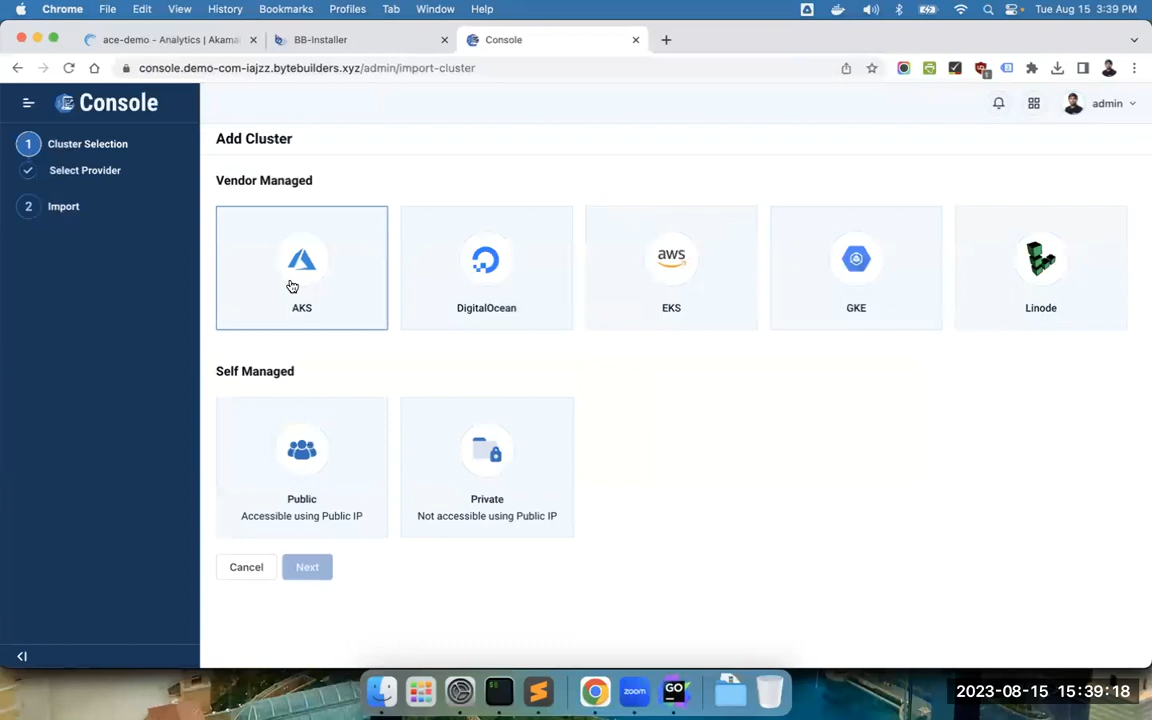 Chrome File Edit View History Bookmarks Profiles Tab Window Help Tue Aug 15 3:39 PM
ace-demo - Analytics | Akamai BB-Installer Console
console.demo-com-iajzz.bytebuilders.xyz/admin/import-cluster
Console admin
1 Cluster Selection
Select Provider
2 Import
Add Cluster
Vendor Managed
aws
AKS DigitalOcean EKS GKE Linode
Self Managed
Public Private
Accessible using Public IP Not accessible using Public IP
Cancel Next
zoom GO
2023-08-15 15:39:18